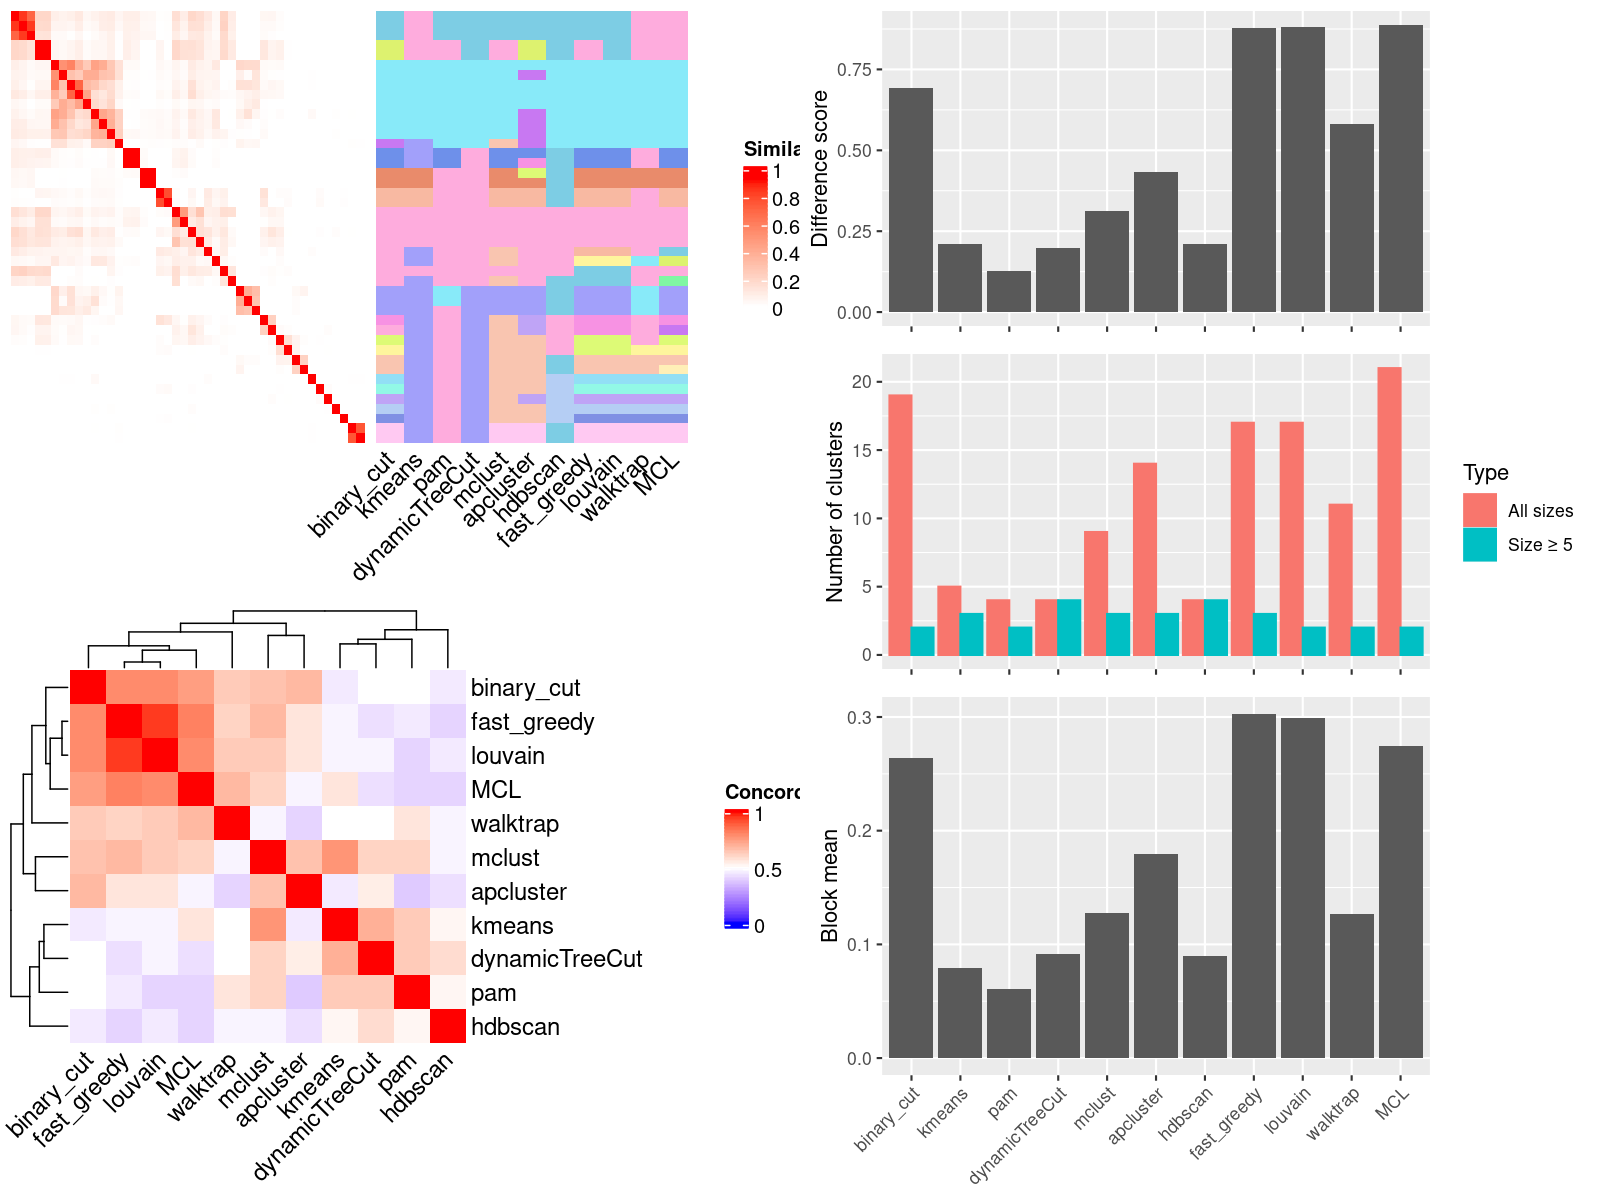 Simila
1
0.8
0.6
0.4
0.2
0
binary_cut
kmeans
pam
dynamicTreeCut
mclust
apcluster
hdbscan
fast_greedy
louvain
walktrap
MCL
binary_cut
fast_greedy
louvain
MCL
walktrap
mclust
apcluster
kmeans
dynamicTreeCut
pam
hdbscan
binary_cut
fast_greedy
louvain
MCL
walktrap
mclust
apcluster
kmeans
dynamicTreeCut
pam
hdbscan
Concord
1
0.5
0
Difference score
0.75
0.50
0.25
0.00
Number of clusters
20
15
10
5
0
Type
All sizes
Size ≥ 5
Block mean
0.3
0.2
0.1
0.0
binary_cut
kmeans
pam
dynamicTreeCut
mclust
apcluster
hdbscan
fast_greedy
louvain
walktrap
MCL